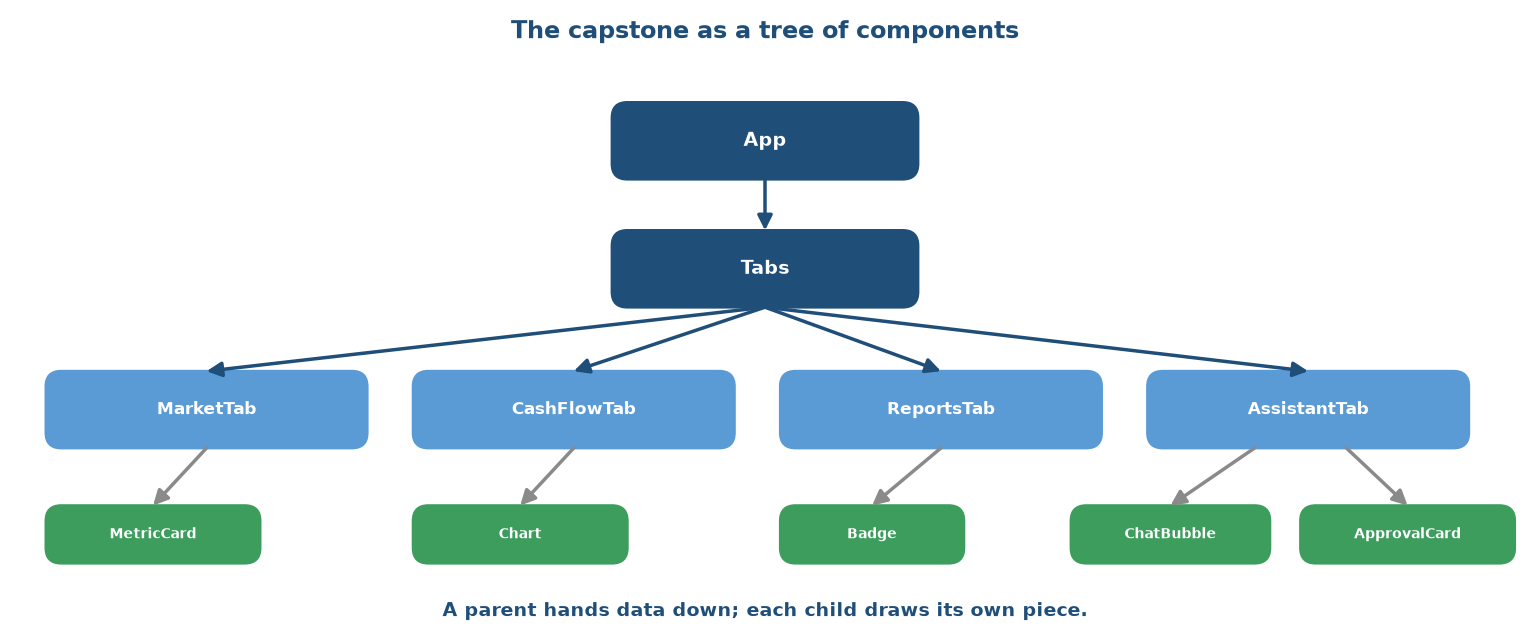 The capstone as a tree of components
App
Tabs
MarketTab
CashFlowTab
ReportsTab
AssistantTab
MetricCard
Chart
Badge
ChatBubble
ApprovalCard
A parent hands data down; each child draws its own piece.